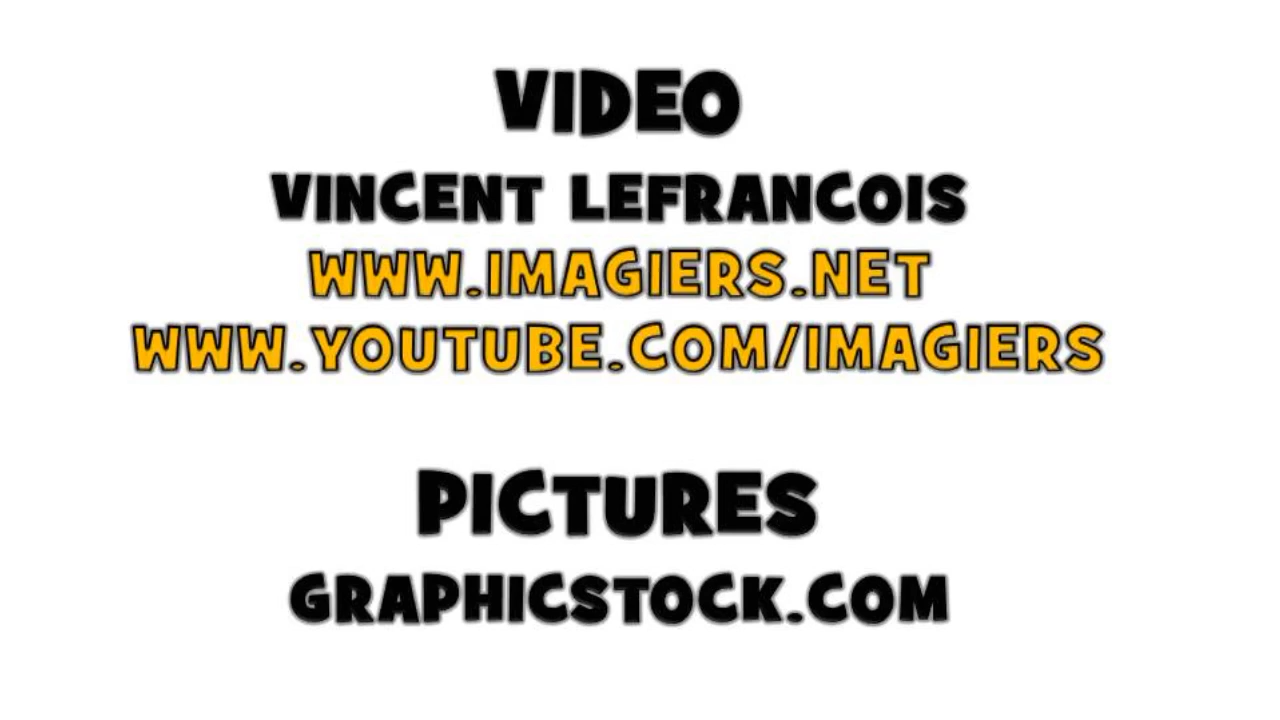 VIDEO
VINCENT LEFRANCOIS
WWW.IMAGIERS.NET
WWW.YOUTUBE.COM/IMAGIERS
PICTURES
GRAPHICSTOCK.COM